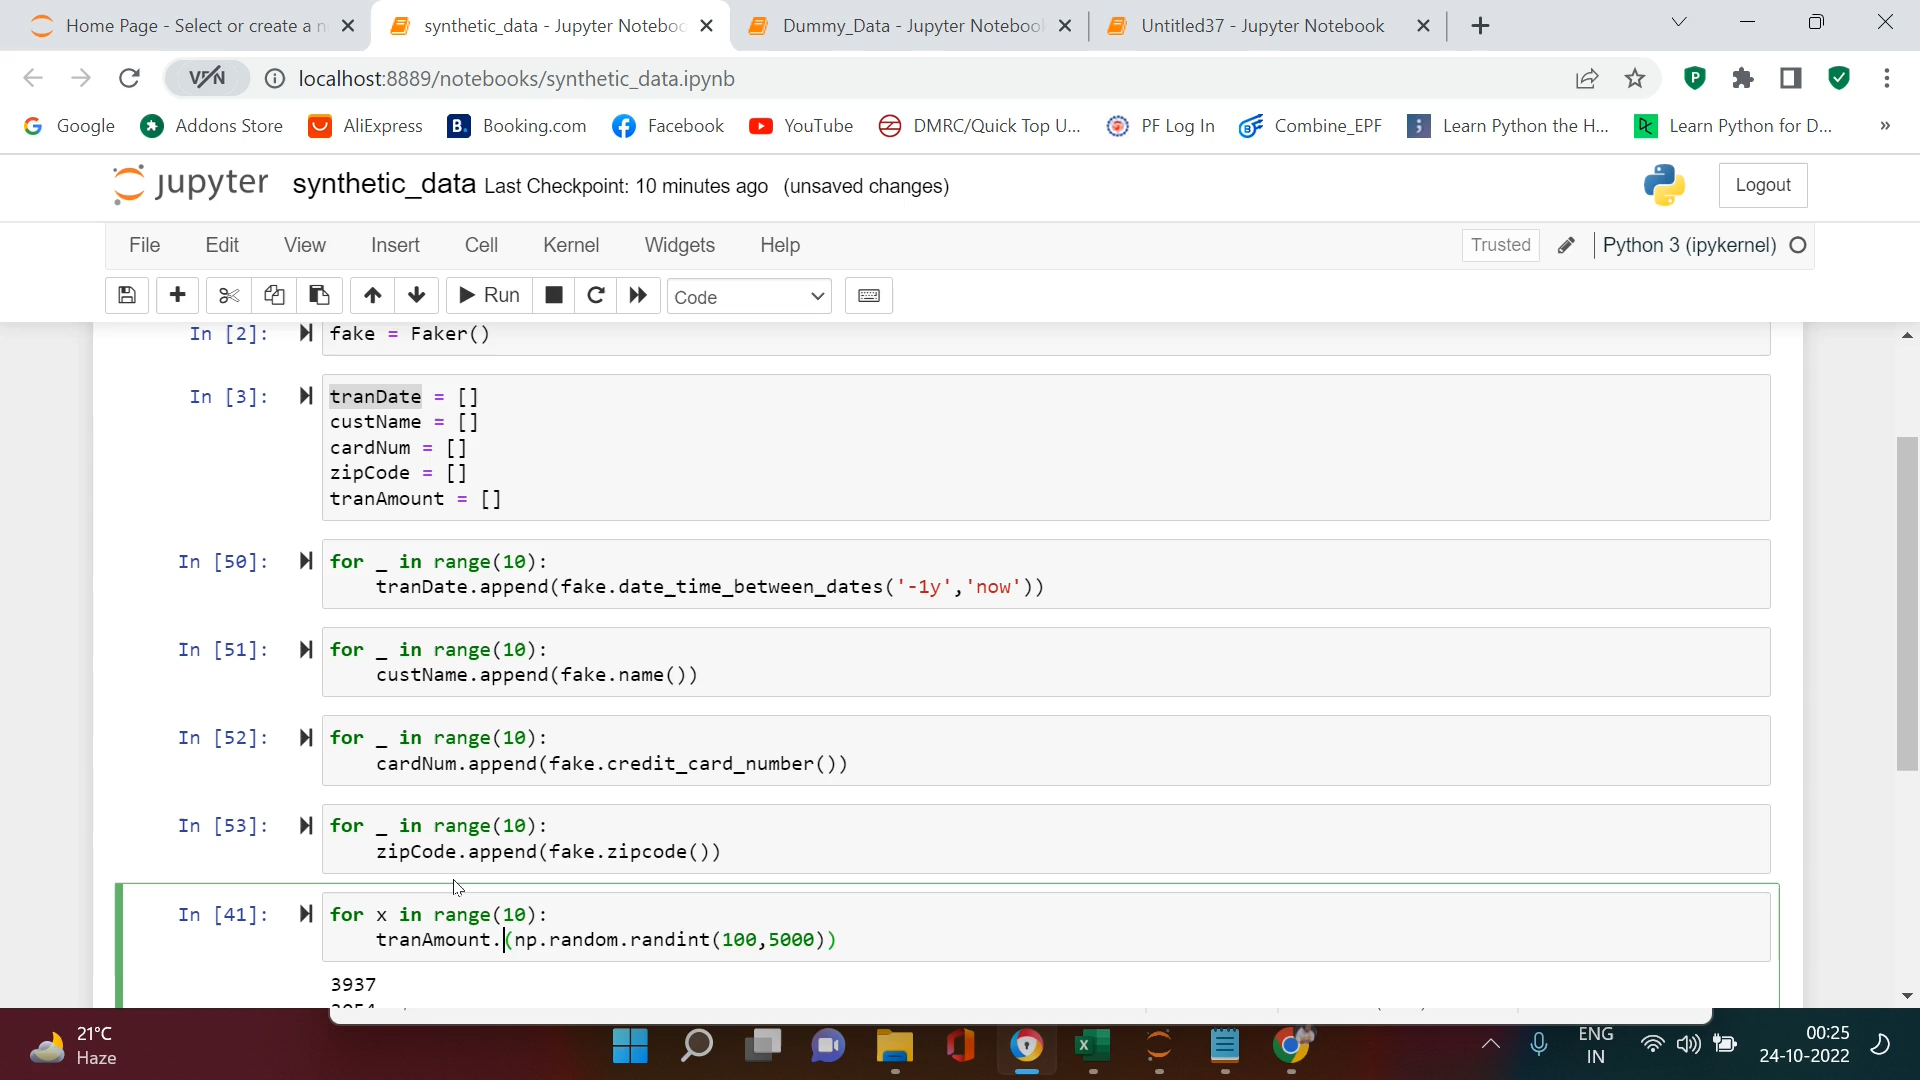 Home Page - Select or create a n
synthetic_data - Jupyter Noteboo
Dummy_Data - Jupyter Notebook
Untitled37 - Jupyter Notebook
VPN
localhost:8889/notebooks/synthetic_data.ipynb
Google
Addons Store
AliExpress
Booking.com
Facebook
YouTube
DMRC/Quick Top U...
PF Log In
Combine_EPF
Learn Python the H...
Learn Python for D...
»
jupyter synthetic_data Last Checkpoint: 10 minutes ago (unsaved changes)
Logout
File Edit View Insert Cell Kernel Widgets Help
Trusted
Python 3 (ipykernel)
Run
Code
In [2]: fake = Faker()
In [3]: tranDate = []
custName = []
cardNum = []
zipCode = []
tranAmount = []
In [50]: for _ in range(10):
tranDate.append(fake.date_time_between_dates('-1y','now'))
In [51]: for _ in range(10):
custName.append(fake.name())
In [52]: for _ in range(10):
cardNum.append(fake.credit_card_number())
In [53]: for _ in range(10):
zipCode.append(fake.zipcode())
In [41]: for x in range(10):
tranAmount.(np.random.randint(100,5000))
3937
21°C
Haze
ENG
IN
00:25
24-10-2022